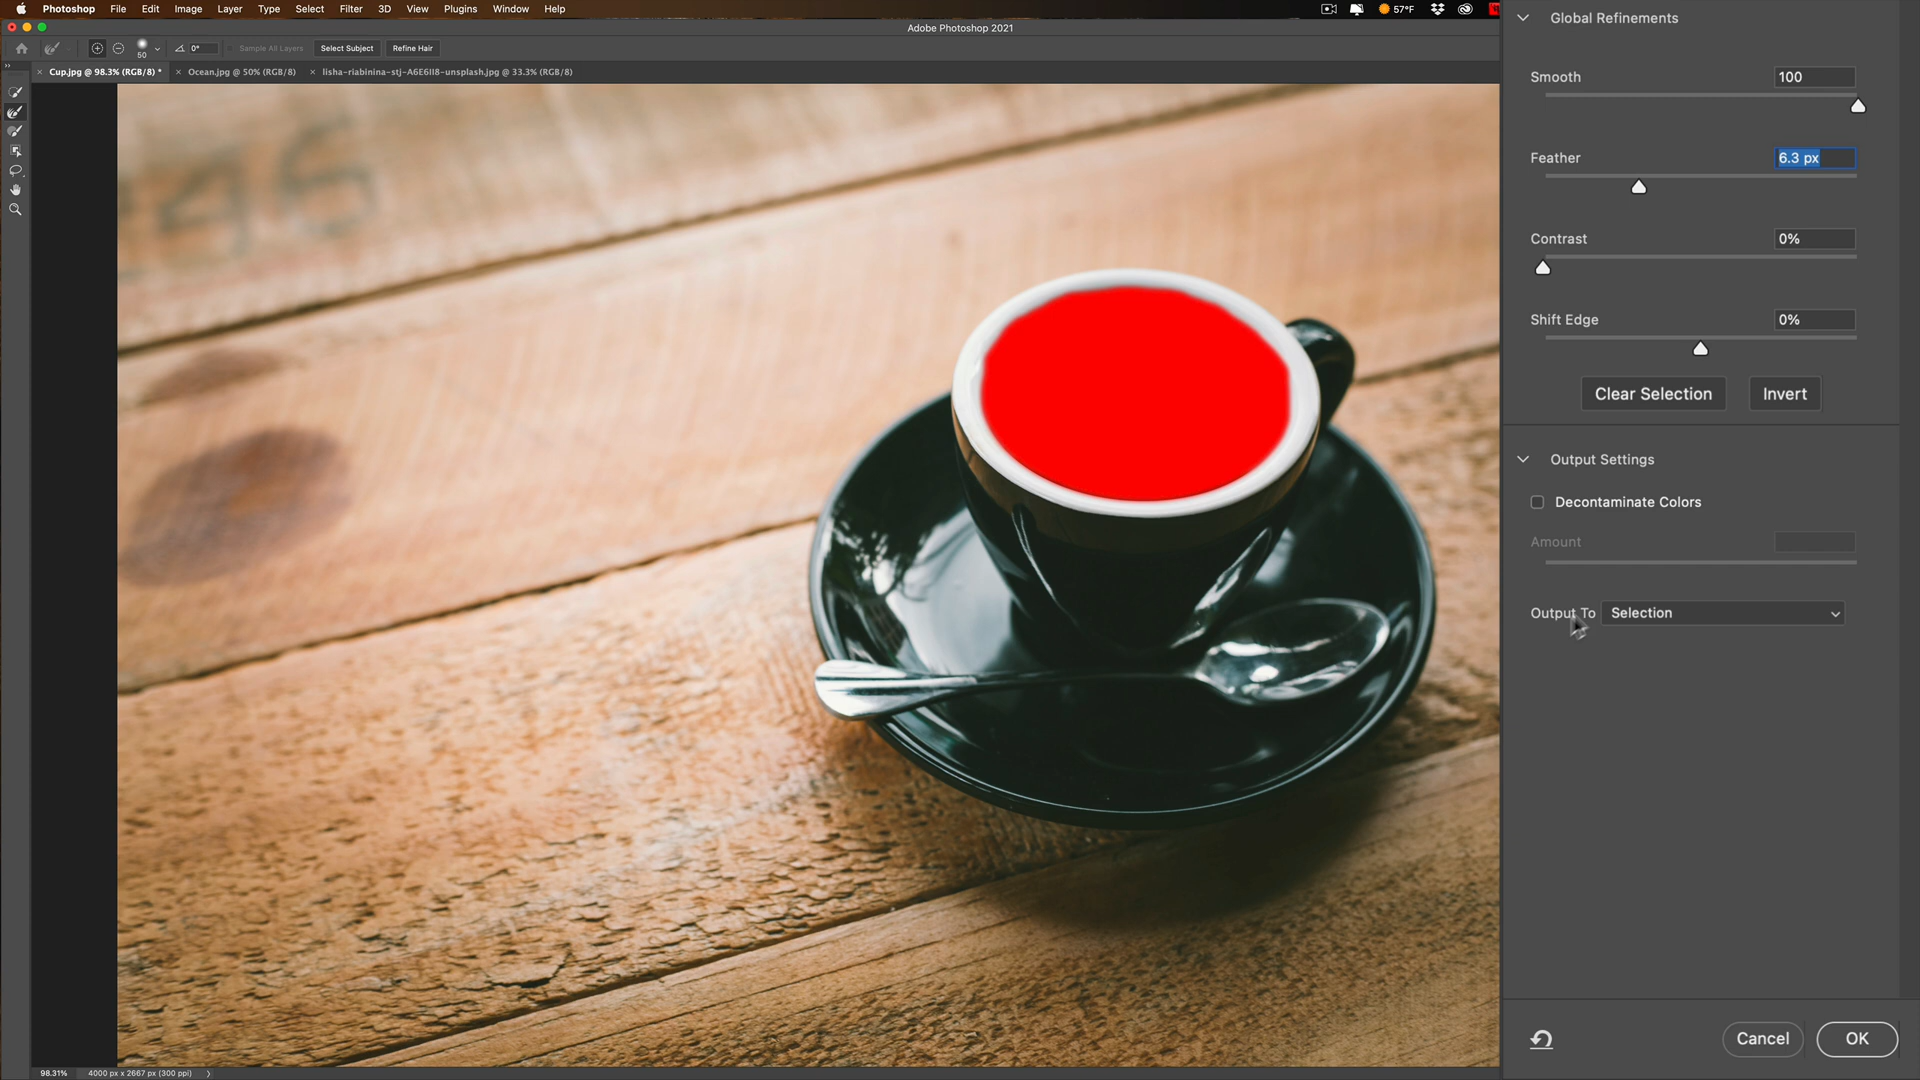 Photoshop File Edit Image Layer Type Select Filter 3D View Plugins Window Help 57°F
Adobe Photoshop 2021
50 0° Sample All Layers Select Subject Refine Hair
Cup.jpg @ 98.3% (RGB/8) * Ocean.jpg @ 50% (RGB/8) lisha-riabinina-stj-A6E6II8-unsplash.jpg @ 33.3% (RGB/8)
46
Global Refinements
Smooth 100
Feather 6.3 px
Contrast 0%
Shift Edge 0%
Clear Selection Invert
Output Settings
Decontaminate Colors
Amount
Output To Selection
Cancel OK
98.31% 4000 px x 2667 px (300 ppi)